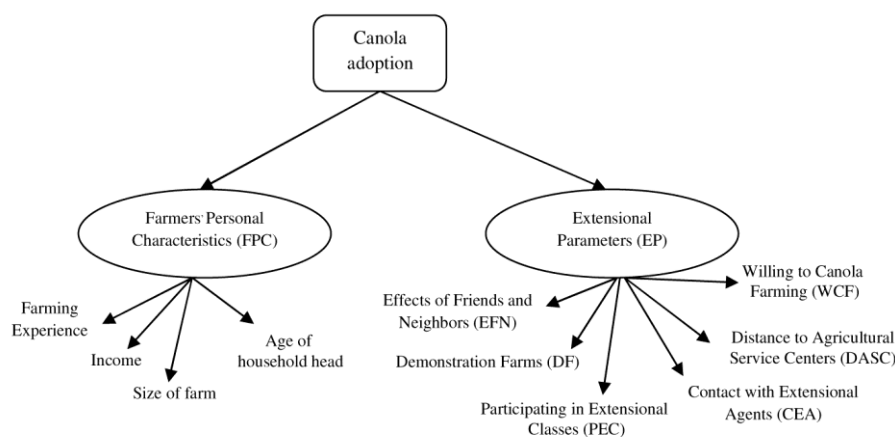 Canola
adoption
Farmers' Personal
Characteristics (FPC)
Extensional
Parameters (EP)
Farming
Experience
Income
Size of farm
Age of
household head
Effects of Friends and
Neighbors (EFN)
Demonstration Farms (DF)
Participating in Extensional
Classes (PEC)
Contact with Extensional
Agents (CEA)
Distance to Agricultural
Service Centers (DASC)
Willing to Canola
Farming (WCF)